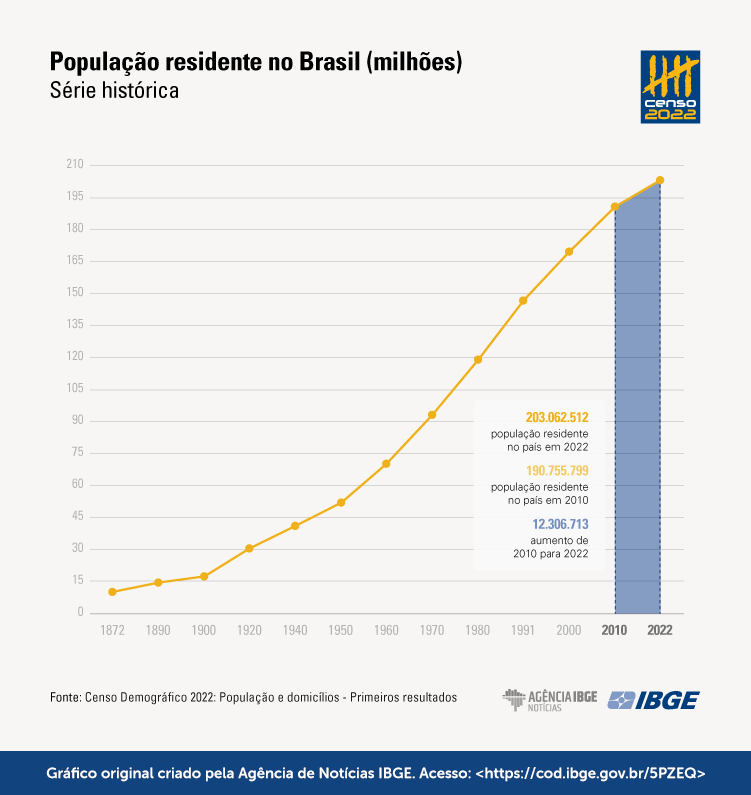 População residente no Brasil (milhões)
Série histórica
censo
2022
210
195
180
165
150
135
120
105
90
75
60
45
30
15
0
203.062.512
população residente
no país em 2022
190.755.799
população residente
no país em 2010
12.306.713
aumento de
2010 para 2022
1872 1890 1900 1920 1940 1950 1960 1970 1980 1991 2000 2010 2022
Fonte: Censo Demográfico 2022: População e domicílios - Primeiros resultados
AGÊNCIA IBGE
NOTÍCIAS
IBGE
Gráfico original criado pela Agência de Notícias IBGE. Acesso: <https://cod.ibge.gov.br/5PZEQ>